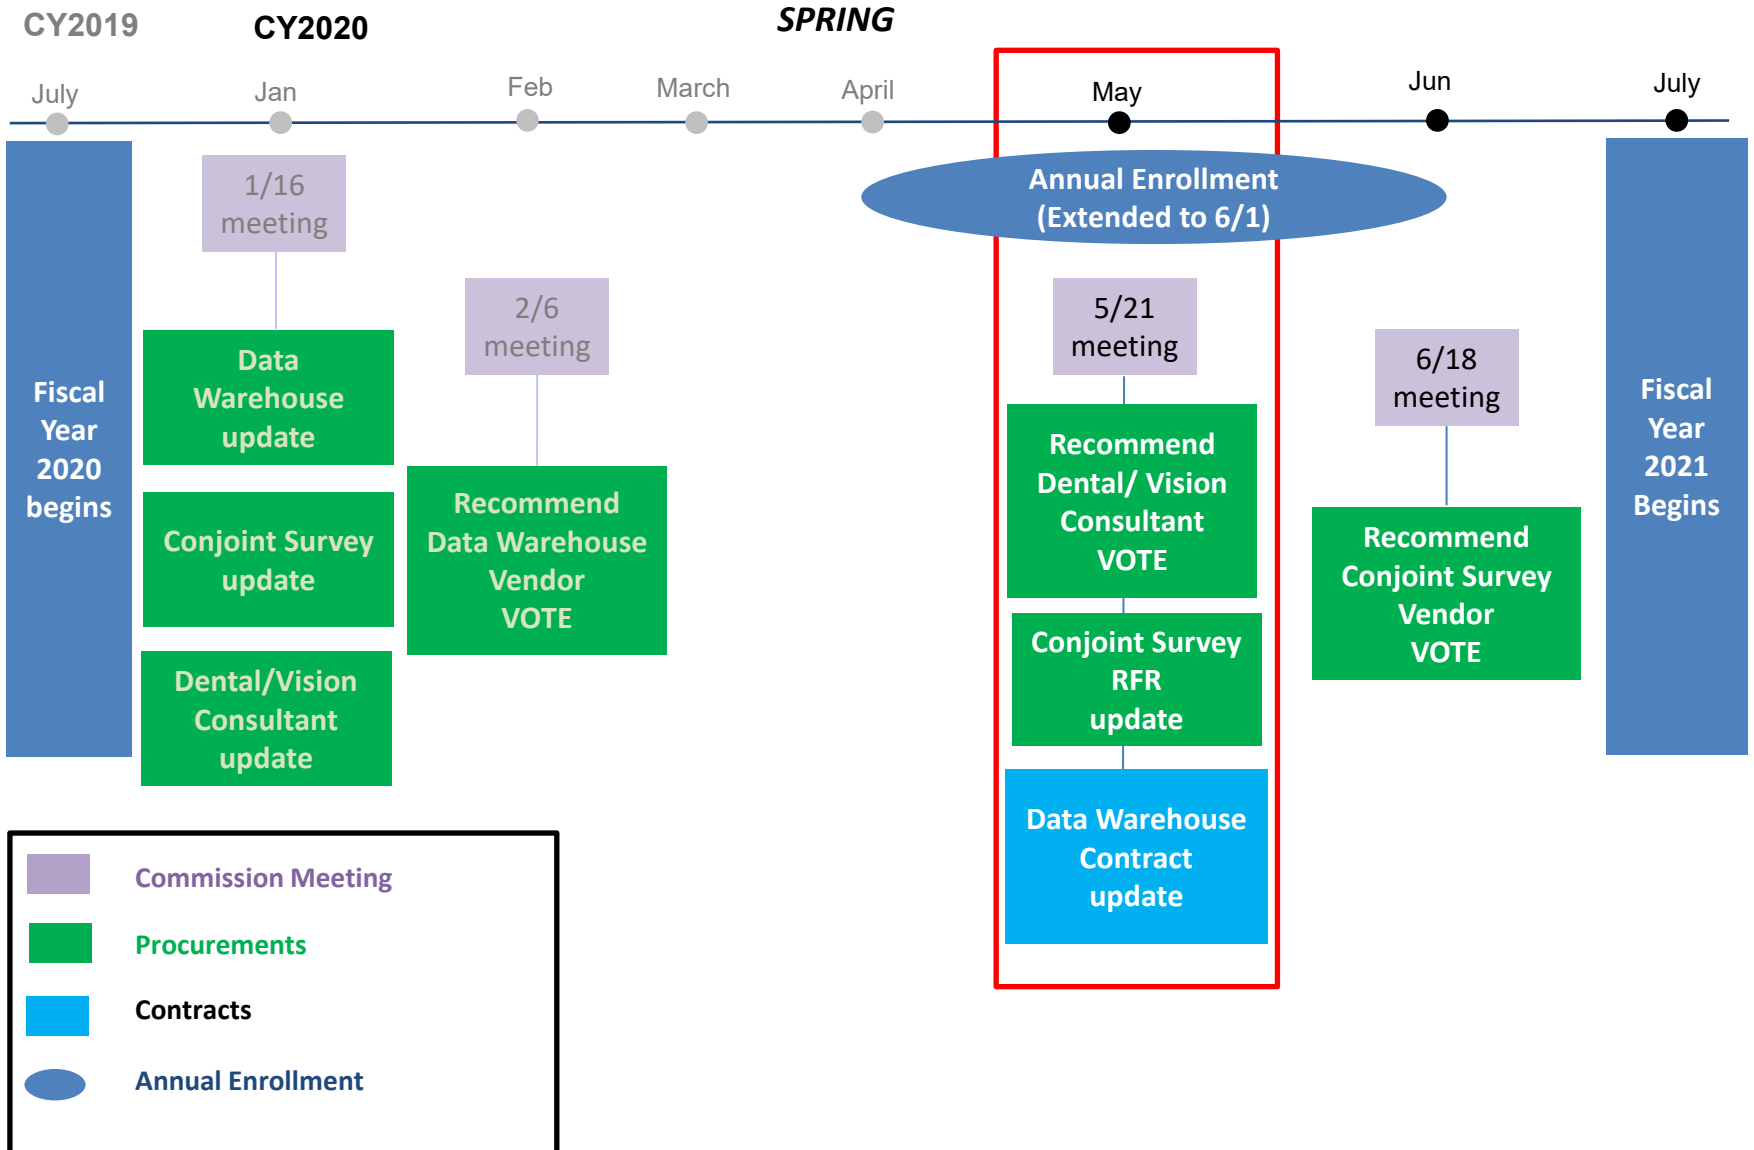 CY2019
CY2020
SPRING
July
Jan
Feb
March
April
May
Jun
July
Annual Enrollment
(Extended to 6/1)
Fiscal
Year
2020
begins
1/16
meeting
Data
Warehouse
update
Conjoint Survey
update
Dental/Vision
Consultant
update
2/6
meeting
Recommend
Data Warehouse
Vendor
VOTE
5/21
meeting
Recommend
Dental/ Vision
Consultant
VOTE
Conjoint Survey
RFR
update
Data Warehouse
Contract
update
6/18
meeting
Recommend
Conjoint Survey
Vendor
VOTE
Fiscal
Year
2021
Begins
Commission Meeting
Procurements
Contracts
Annual Enrollment